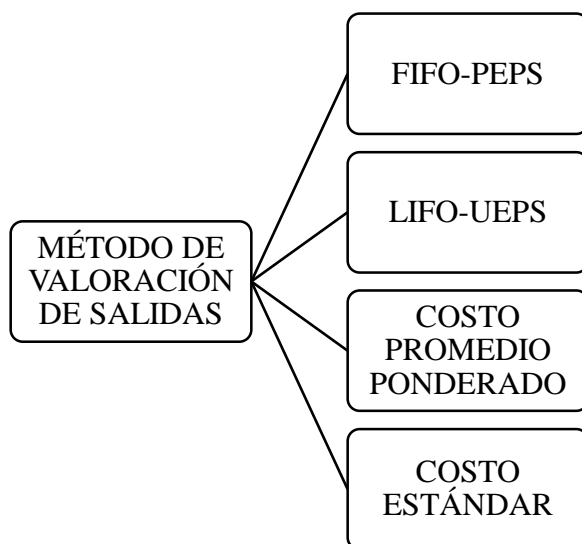 FIFO-PEPS
LIFO-UEPS
MÉTODO DE
VALORACIÓN
DE SALIDAS
COSTO
PROMEDIO
PONDERADO
COSTO
ESTÁNDAR